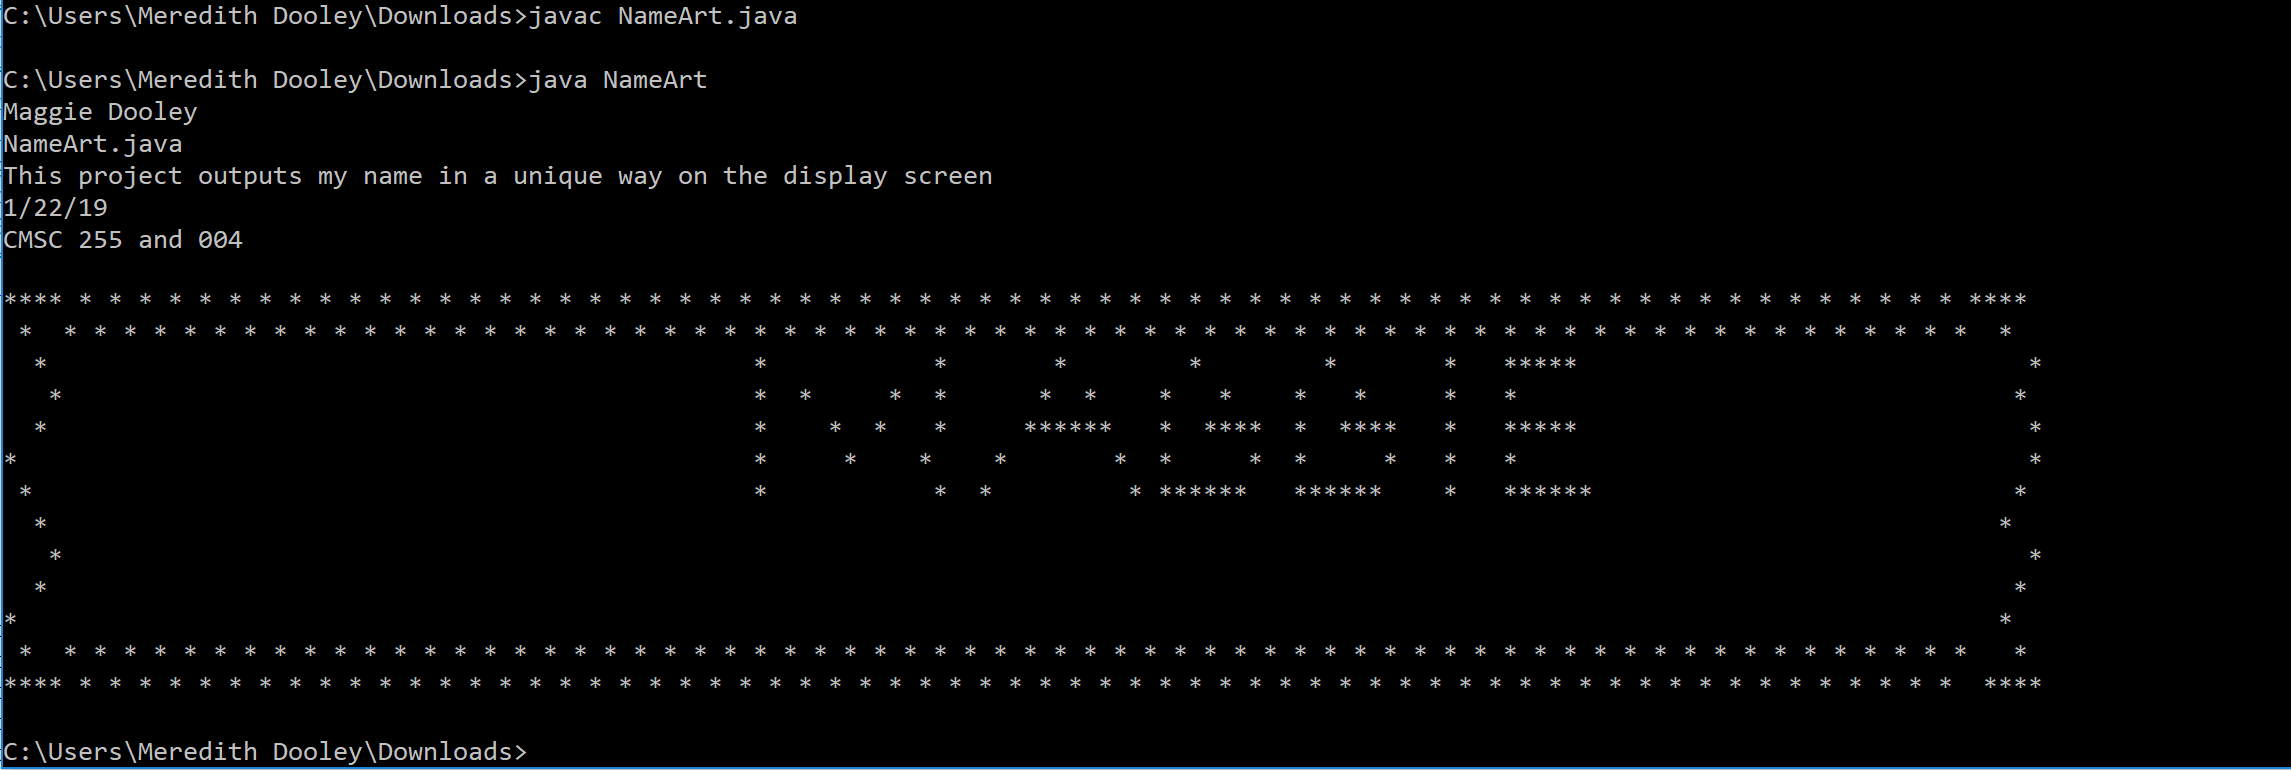 C:\Users\Meredith Dooley\Downloads>javac NameArt.java
C:\Users\Meredith Dooley\Downloads>java NameArt
Maggie Dooley
NameArt.java
This project outputs my name in a unique way on the display screen
1/22/19
CMSC 255 and 004
**** * * * * * * * * * * * * * * * * * * * * * * * * * * * * * * * * * * * * * * * * * * * * * * * * * * * * * * * * * * * * * * * ****
 *  * * * * * * * * * * * * * * * * * * * * * * * * * * * * * * * * * * * * * * * * * * * * * * * * * * * * * * * * * * * * * * * *  *
  *                                               *           *       *        *        *       *   *****                              *
   *                                              *  *     *  *      *  *    *   *    *   *     *   *                                 *
  *                                               *    *  *   *     ******   *  ****  *  ****   *   *****                              *
*                                                 *     *    *    *       *  *     *  *     *   *   *                                  *
 *                                                *           *  *         * ******   ******    *   ******                            *
  *                                                                                                                                  *
   *                                                                                                                                   *
  *                                                                                                                                   *
*                                                                                                                                    *
 *  * * * * * * * * * * * * * * * * * * * * * * * * * * * * * * * * * * * * * * * * * * * * * * * * * * * * * * * * * * * * * * * *   *
**** * * * * * * * * * * * * * * * * * * * * * * * * * * * * * * * * * * * * * * * * * * * * * * * * * * * * * * * * * * * * * * *  ****
C:\Users\Meredith Dooley\Downloads>